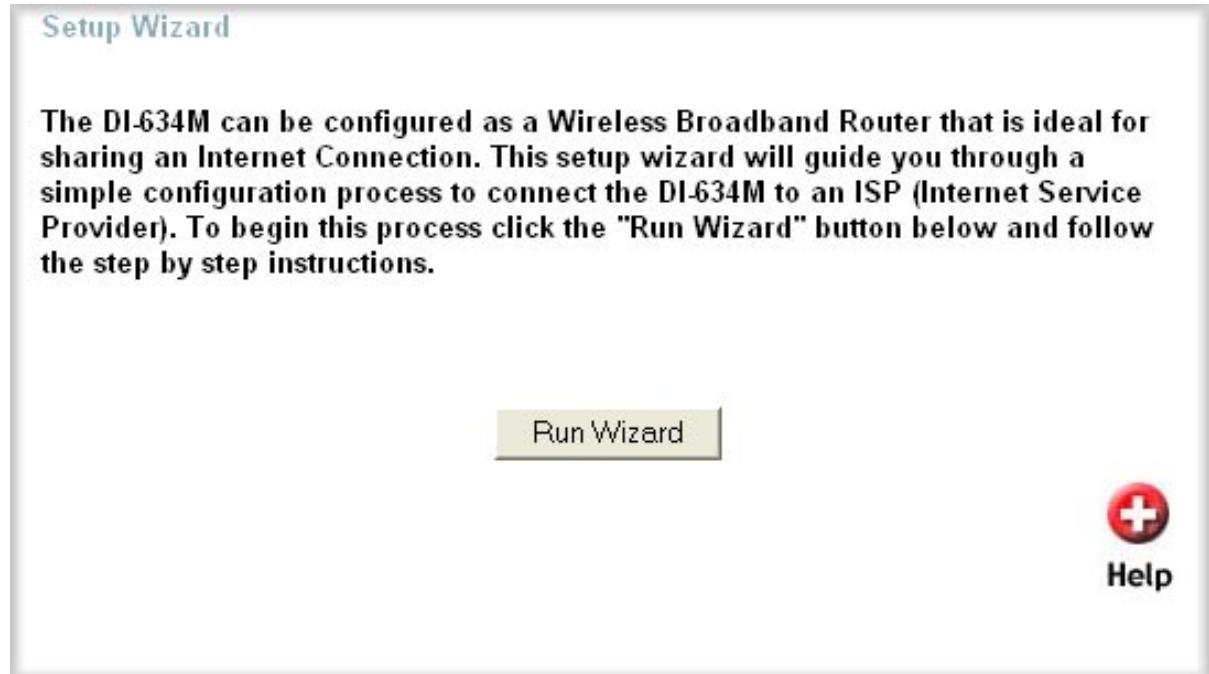 Setup Wizard
The DI-634M can be configured as a Wireless Broadband Router that is ideal for
sharing an Internet Connection. This setup wizard will guide you through a
simple configuration process to connect the DI-634M to an ISP (Internet Service
Provider). To begin this process click the "Run Wizard" button below and follow
the step by step instructions.
Run Wizard
Help